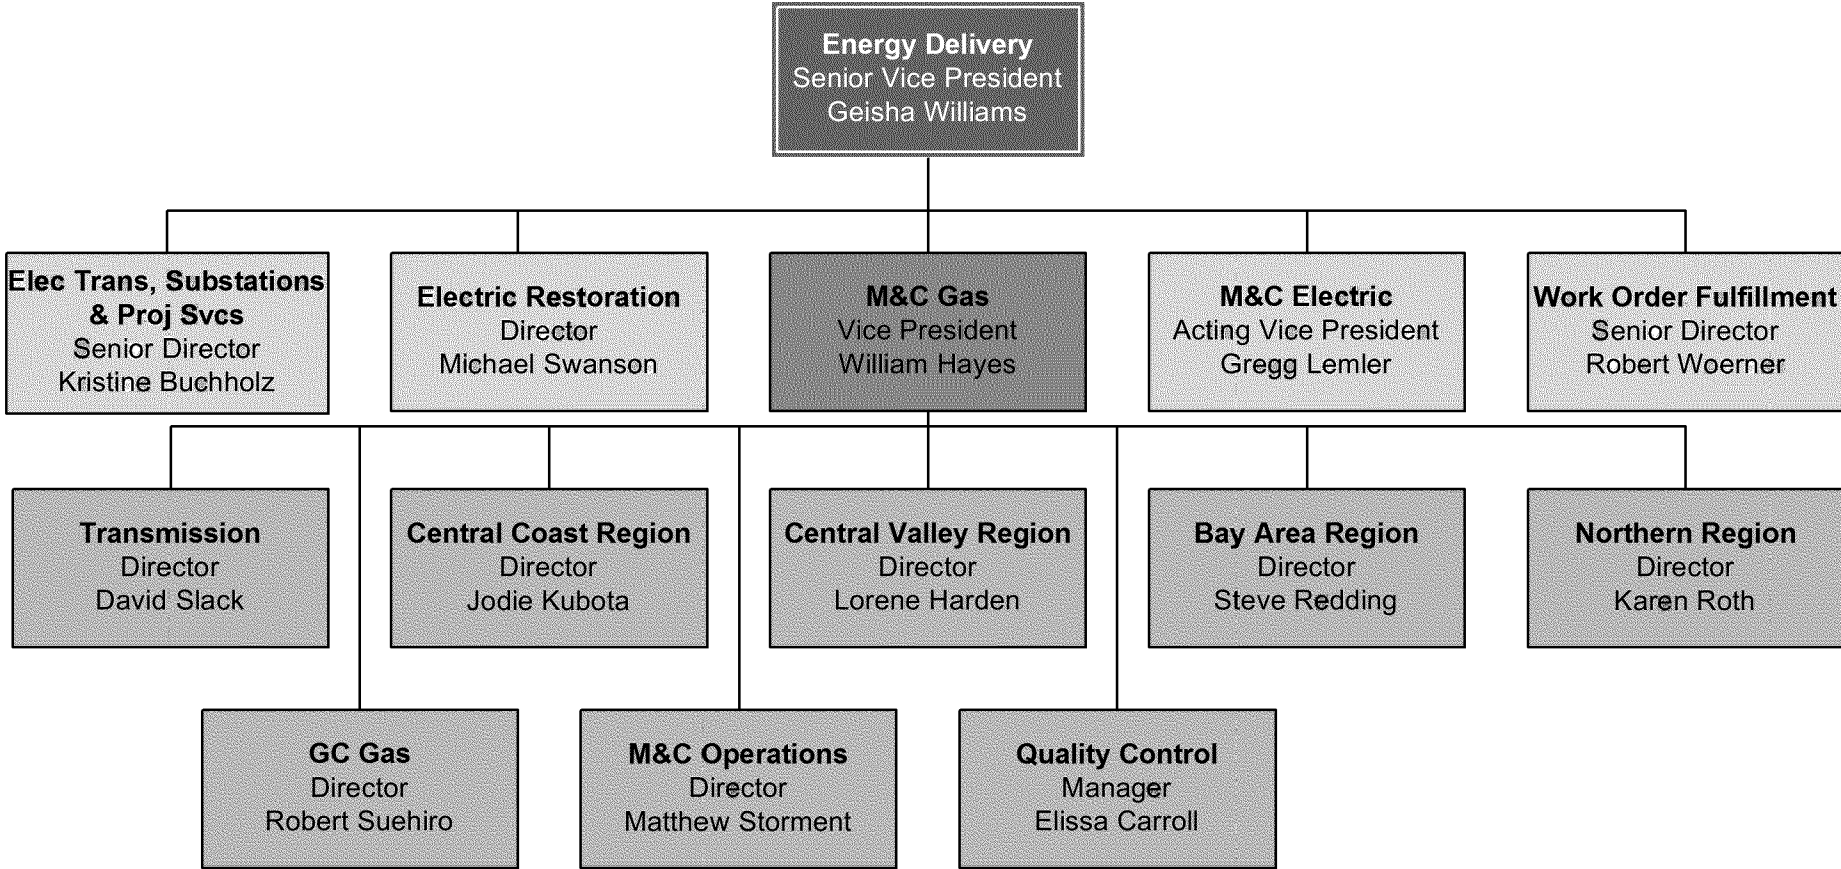 Energy Delivery
Senior Vice President
Geisha Williams
Elec Trans, Substations
& Proj Svcs
Senior Director
Kristine Buchholz
Electric Restoration
Director
Michael Swanson
M&C Gas
Vice President
William Hayes
M&C Electric
Acting Vice President
Gregg Lemler
Work Order Fulfillment
Senior Director
Robert Woerner
Transmission
Director
David Slack
Central Coast Region
Director
Jodie Kubota
Central Valley Region
Director
Lorene Harden
Bay Area Region
Director
Steve Redding
Northern Region
Director
Karen Roth
GC Gas
Director
Robert Suehiro
M&C Operations
Director
Matthew Storment
Quality Control
Manager
Elissa Carroll